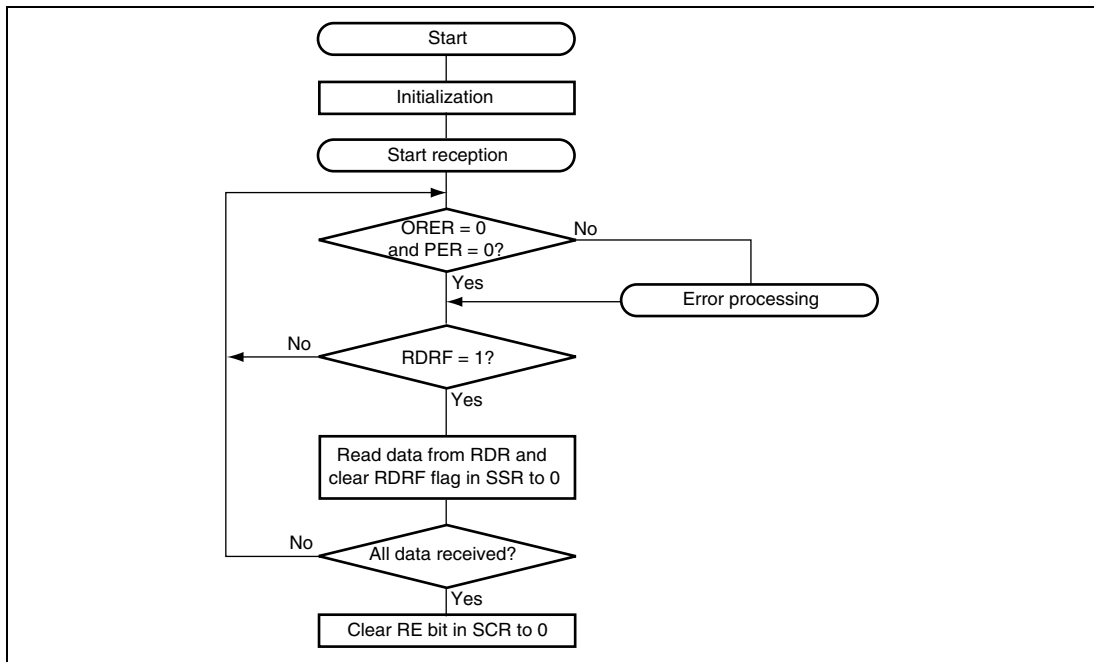 Start
Initialization
Start reception
ORER = 0
and PER = 0?
No
Yes
Error processing
No
RDRF = 1?
Yes
Read data from RDR and
clear RDRF flag in SSR to 0
No
All data received?
Yes
Clear RE bit in SCR to 0